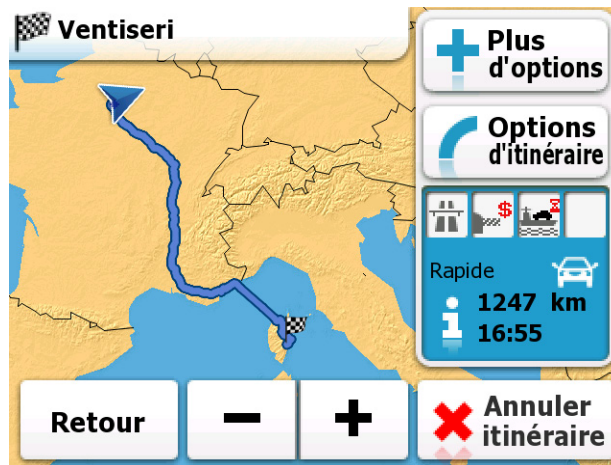 Ventiseri
Plus
d'options
Options
d'itinéraire
$
Rapide
1247 km
16:55
Retour
Annuler
itinéraire